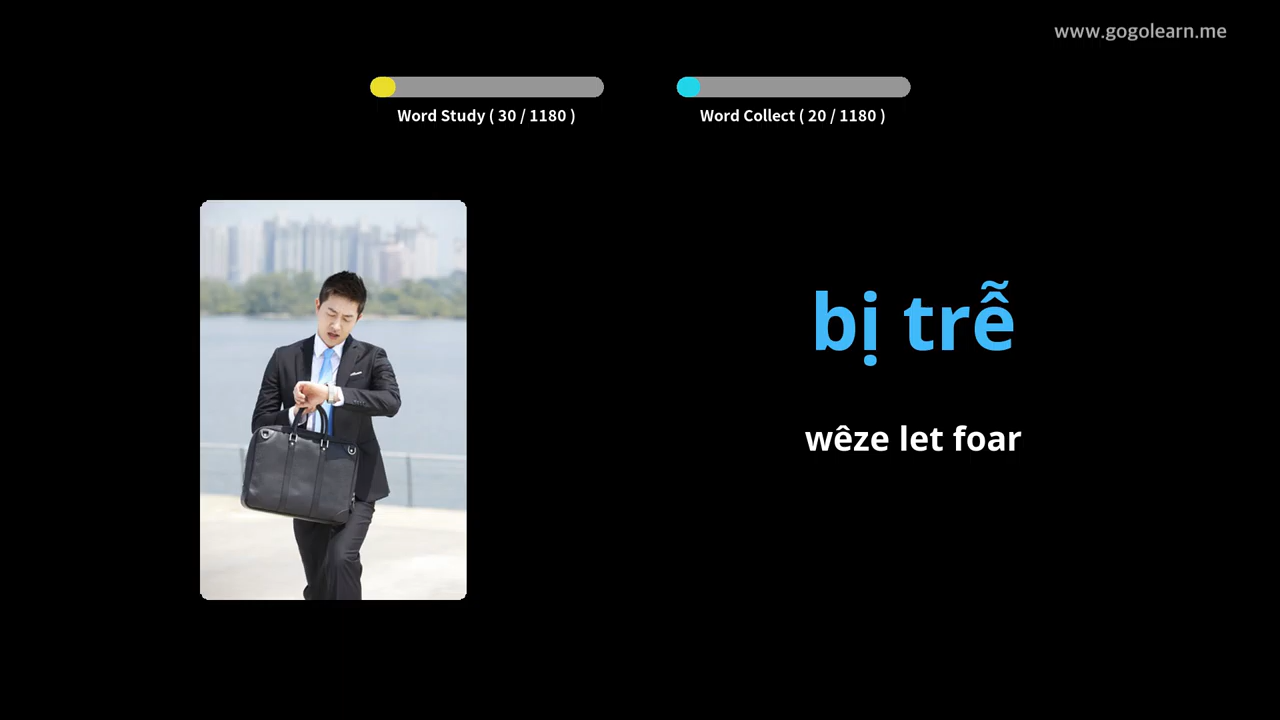 www.gogolearn.me
Word Study ( 30 / 1180 )
Word Collect ( 20 / 1180 )
bị trễ
wêze let foar